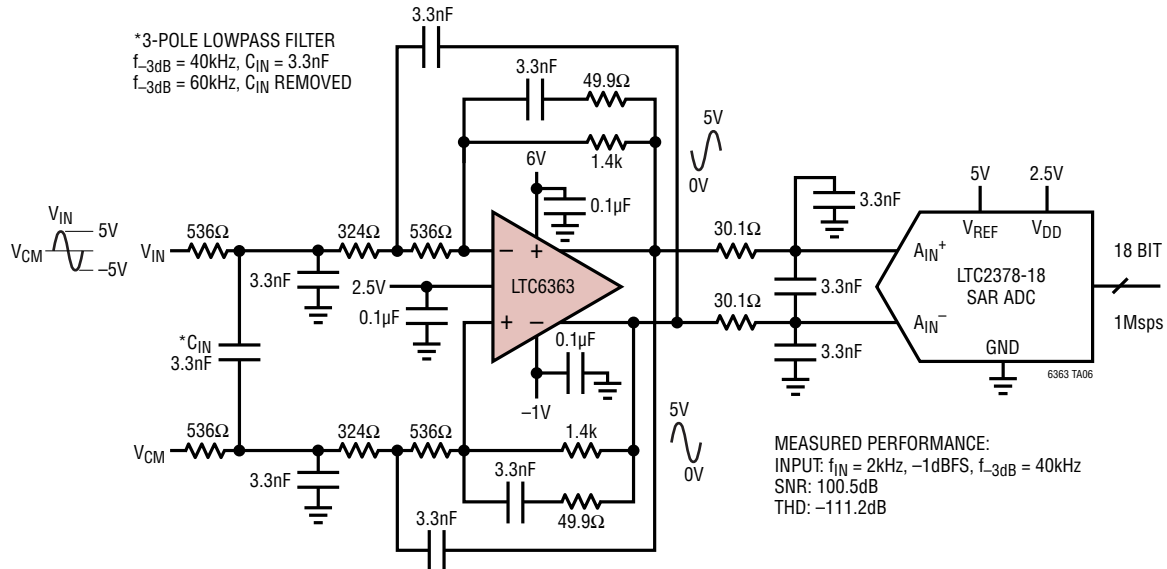 3.3nF
*3-POLE LOWPASS FILTER
f–3dB = 40kHz, CIN = 3.3nF
f–3dB = 60kHz, CIN REMOVED
3.3nF
49.9Ω
1.4k
5V
0V
6V
0.1µF
VIN
5V
VCM
–5V
VIN
536Ω
324Ω
536Ω
3.3nF
2.5V
0.1µF
– +
LTC6363
+ –
0.1µF
–1V
30.1Ω
30.1Ω
3.3nF
3.3nF
3.3nF
5V
2.5V
VREF
VDD
AIN+
LTC2378-18
SAR ADC
AIN–
GND
18 BIT
1Msps
6363 TA06
*CIN
3.3nF
VCM
536Ω
324Ω
536Ω
3.3nF
1.4k
3.3nF
49.9Ω
3.3nF
5V
0V
MEASURED PERFORMANCE:
INPUT: fIN = 2kHz, –1dBFS, f–3dB = 40kHz
SNR: 100.5dB
THD: –111.2dB